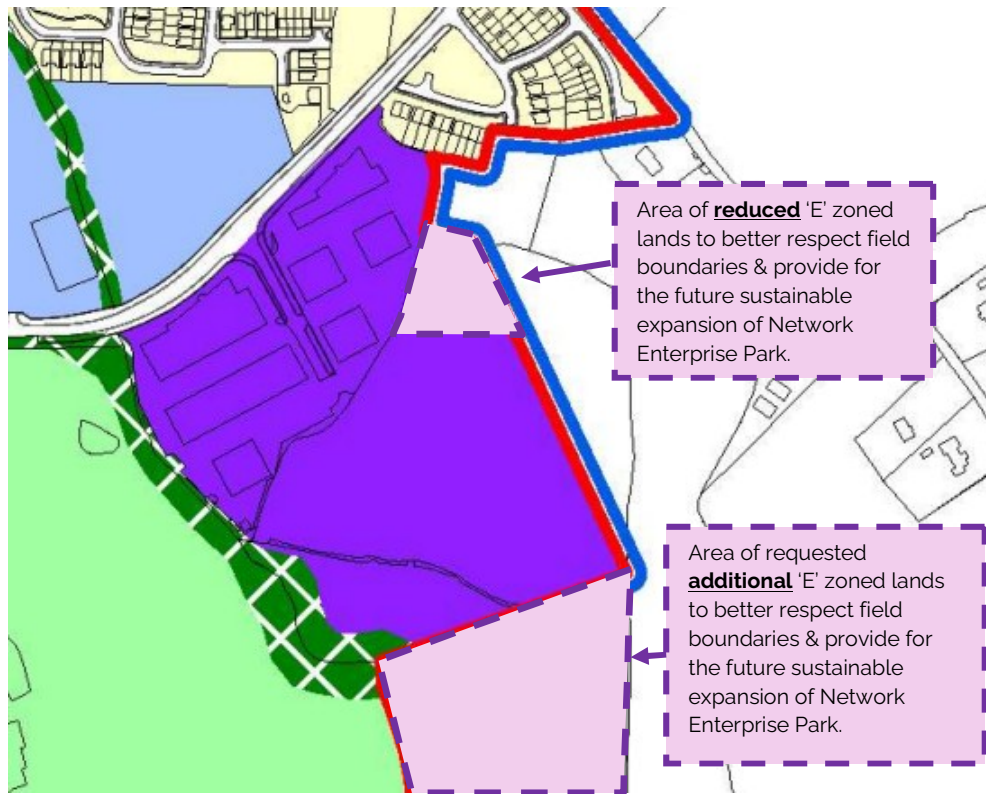 Area of reduced ‘E’ zoned
lands to better respect field
boundaries & provide for
the future sustainable
expansion of Network
Enterprise Park.
Area of requested
additional ‘E’ zoned lands
to better respect field
boundaries & provide for
the future sustainable
expansion of Network
Enterprise Park.